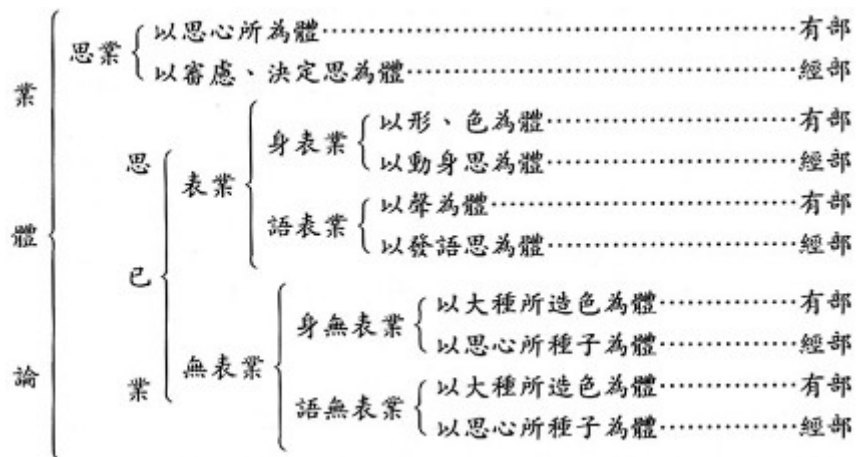 業體論
思業
以思心所為體……有部
以審慮、決定思為體……經部
思已業
表業
身表業
以形、色為體……有部
以動身思為體……經部
語表業
以聲為體……有部
以發語思為體……經部
無表業
身無表業
以大種所造色為體……有部
以思心所種子為體……經部
語無表業
以大種所造色為體……有部
以思心所種子為體……經部